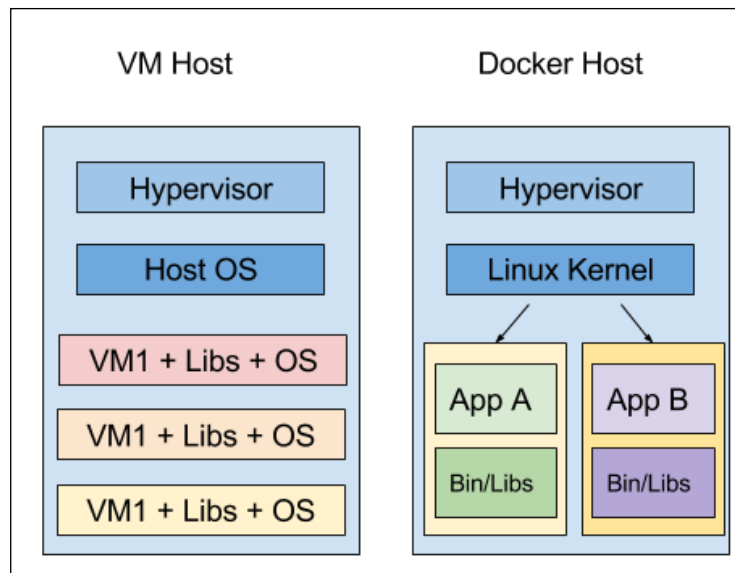 VM Host
Hypervisor
Host OS
VM1 + Libs + OS
VM1 + Libs + OS
VM1 + Libs + OS
Docker Host
Hypervisor
Linux Kernel
App A
Bin/Libs
App B
Bin/Libs